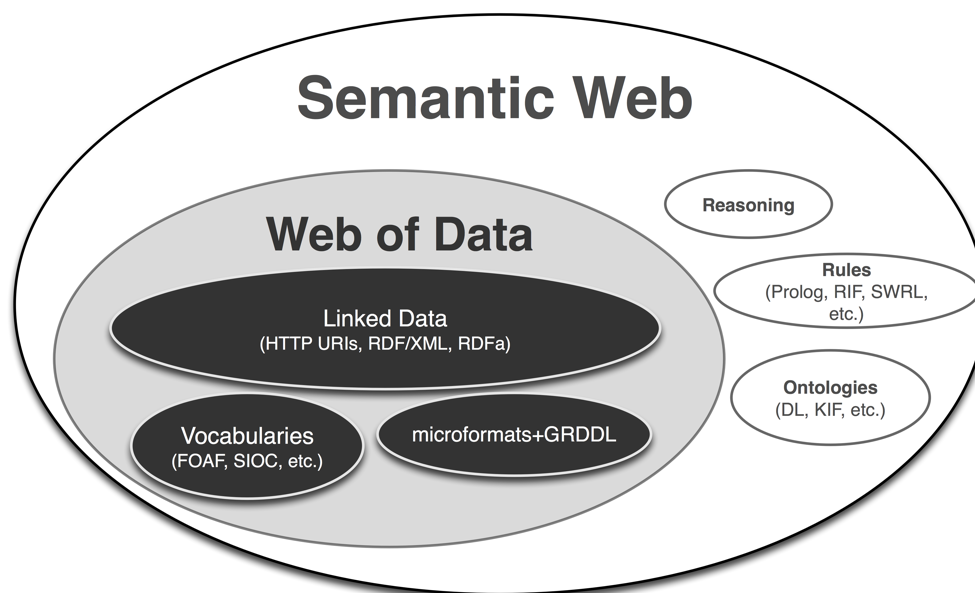 Semantic Web
Reasoning
Web of Data
Rules
(Prolog, RIF, SWRL,
etc.)
Linked Data
(HTTP URIs, RDF/XML, RDFa)
Ontologies
(DL, KIF, etc.)
Vocabularies
(FOAF, SIOC, etc.)
microformats+GRDDL